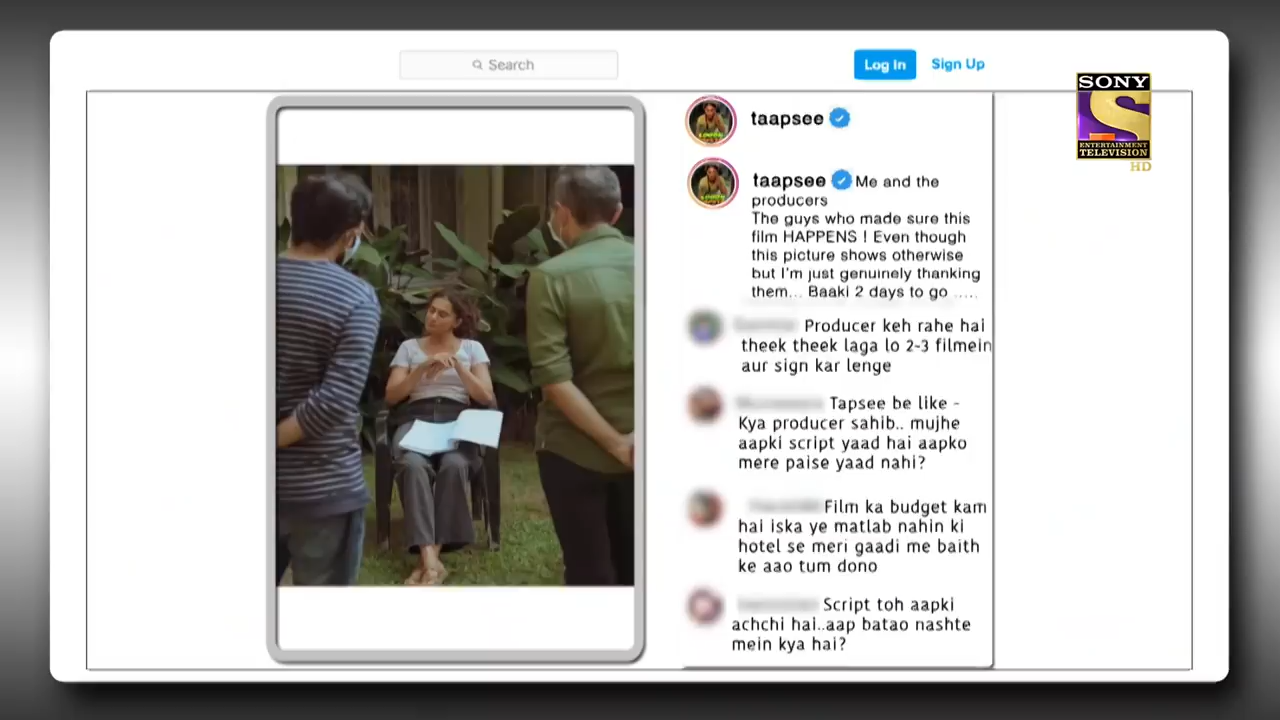 Search
Log In
Sign Up
SONY
S
ENTERTAINMENT
TELEVISION
HD
taapsee
taapsee Me and the
producers
The guys who made sure this
film HAPPENS ! Even though
this picture shows otherwise
but I'm just genuinely thanking
them... Baaki 2 days to go .....
Producer keh rahe hai
theek theek laga lo 2-3 filmein
aur sign kar lenge
Tapsee be like -
Kya producer sahib.. mujhe
aapki script yaad hai aapko
mere paise yaad nahi?
Film ka budget kam
hai iska ye matlab nahin ki
hotel se meri gaadi me baith
ke aao tum dono
Script toh aapki
achchi hai..aap batao nashte
mein kya hai?